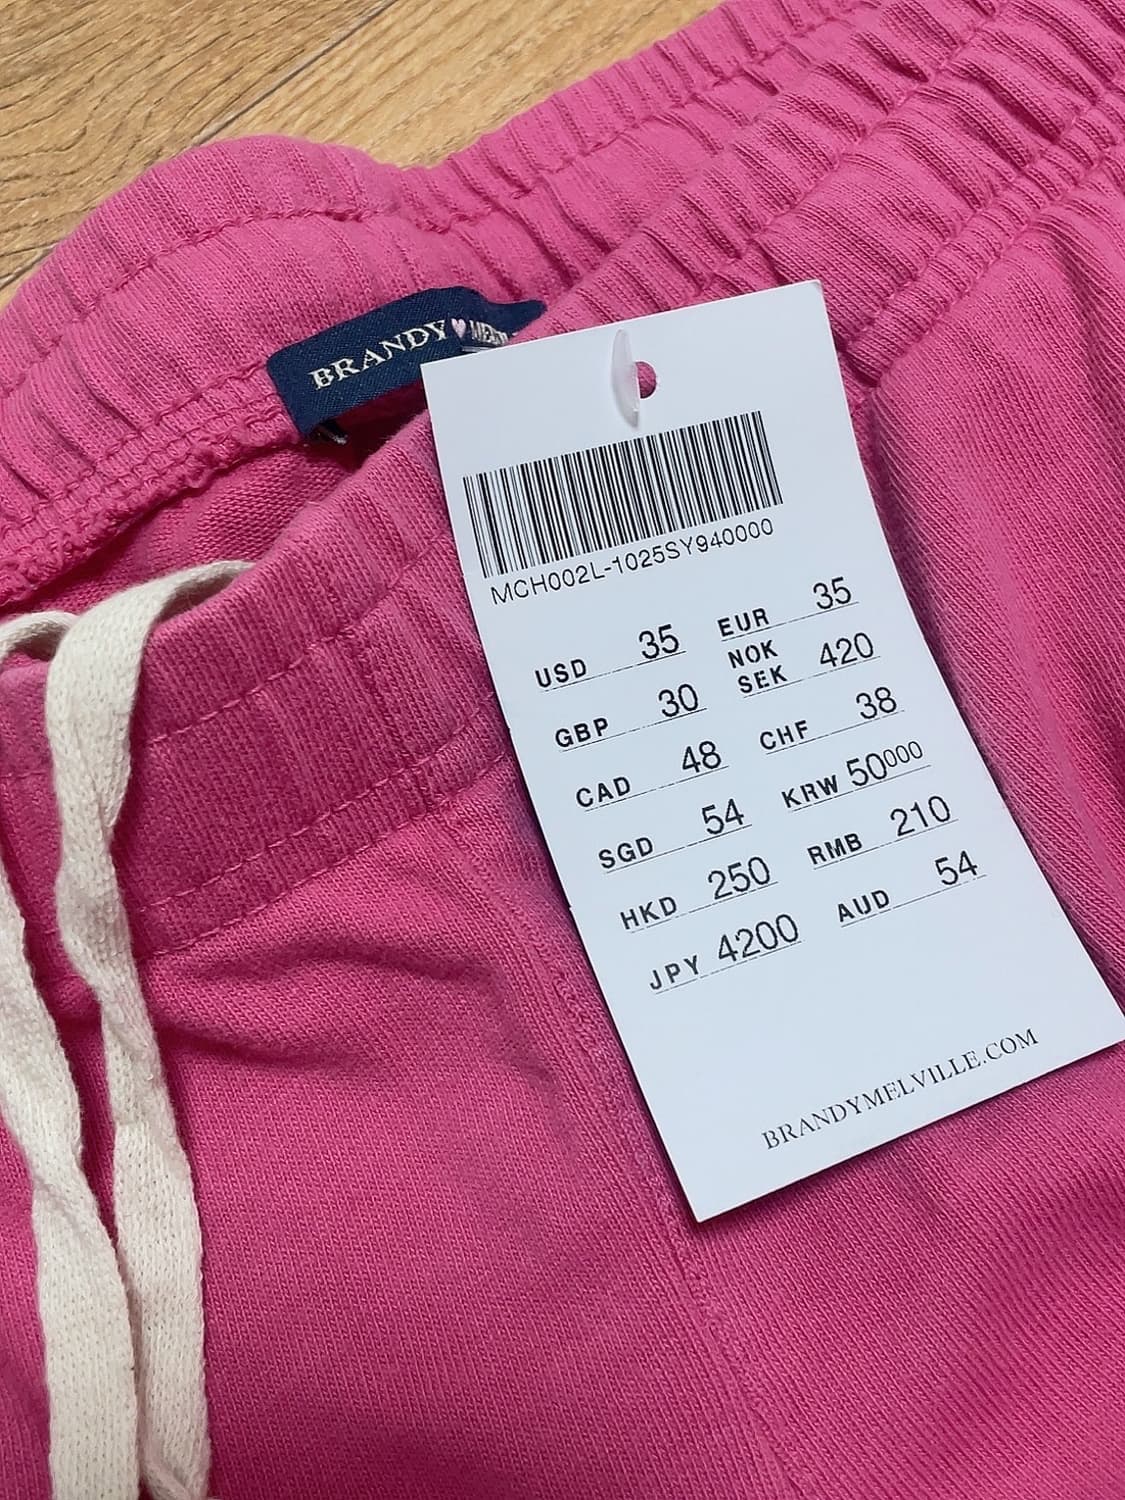 BRANDY
MCH002L-1025SY940000
USD 35
EUR 35
GBP 30
NOK
SEK 420
CAD 48
CHF 38
SGD 54
KRW 50000
HKD 250
RMB 210
JPY 4200
AUD 54
BRANDYMELVILLE.COM